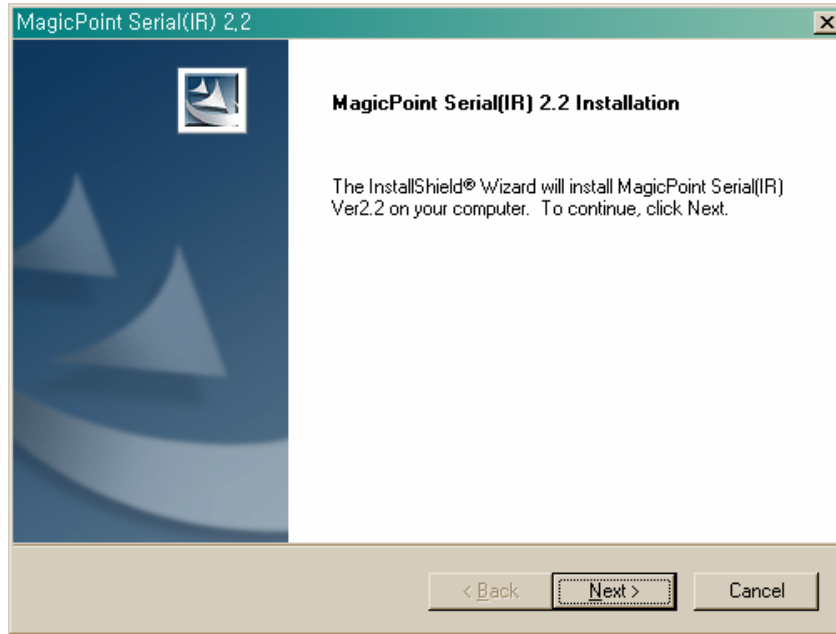 MagicPoint Serial(IR) 2,2
MagicPoint Serial(IR) 2.2 Installation
The InstallShield® Wizard will install MagicPoint Serial(IR)
Ver2.2 on your computer.  To continue, click Next.
< Back
Next >
Cancel